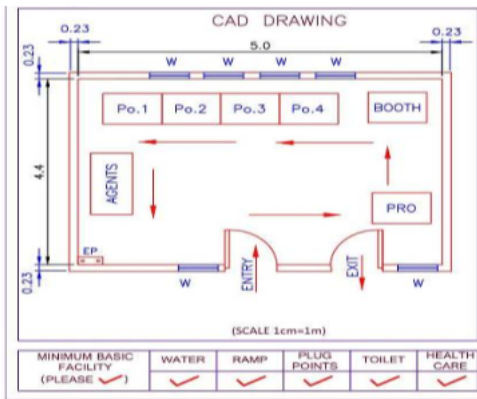 CAD DRAWING
0.23 5.0 0.23
0.23 W W W W
Po.1 Po.2 Po.3 Po.4 BOOTH
4.4
AGENTS
PRO
EP
0.23 W ENTRY EXIT W
(SCALE 1cm=1m)
MINIMUM BASIC FACILITY (PLEASE ✓) WATER RAMP PLUG POINTS TOILET HEALTH CARE
✓ ✓ ✓ ✓ ✓